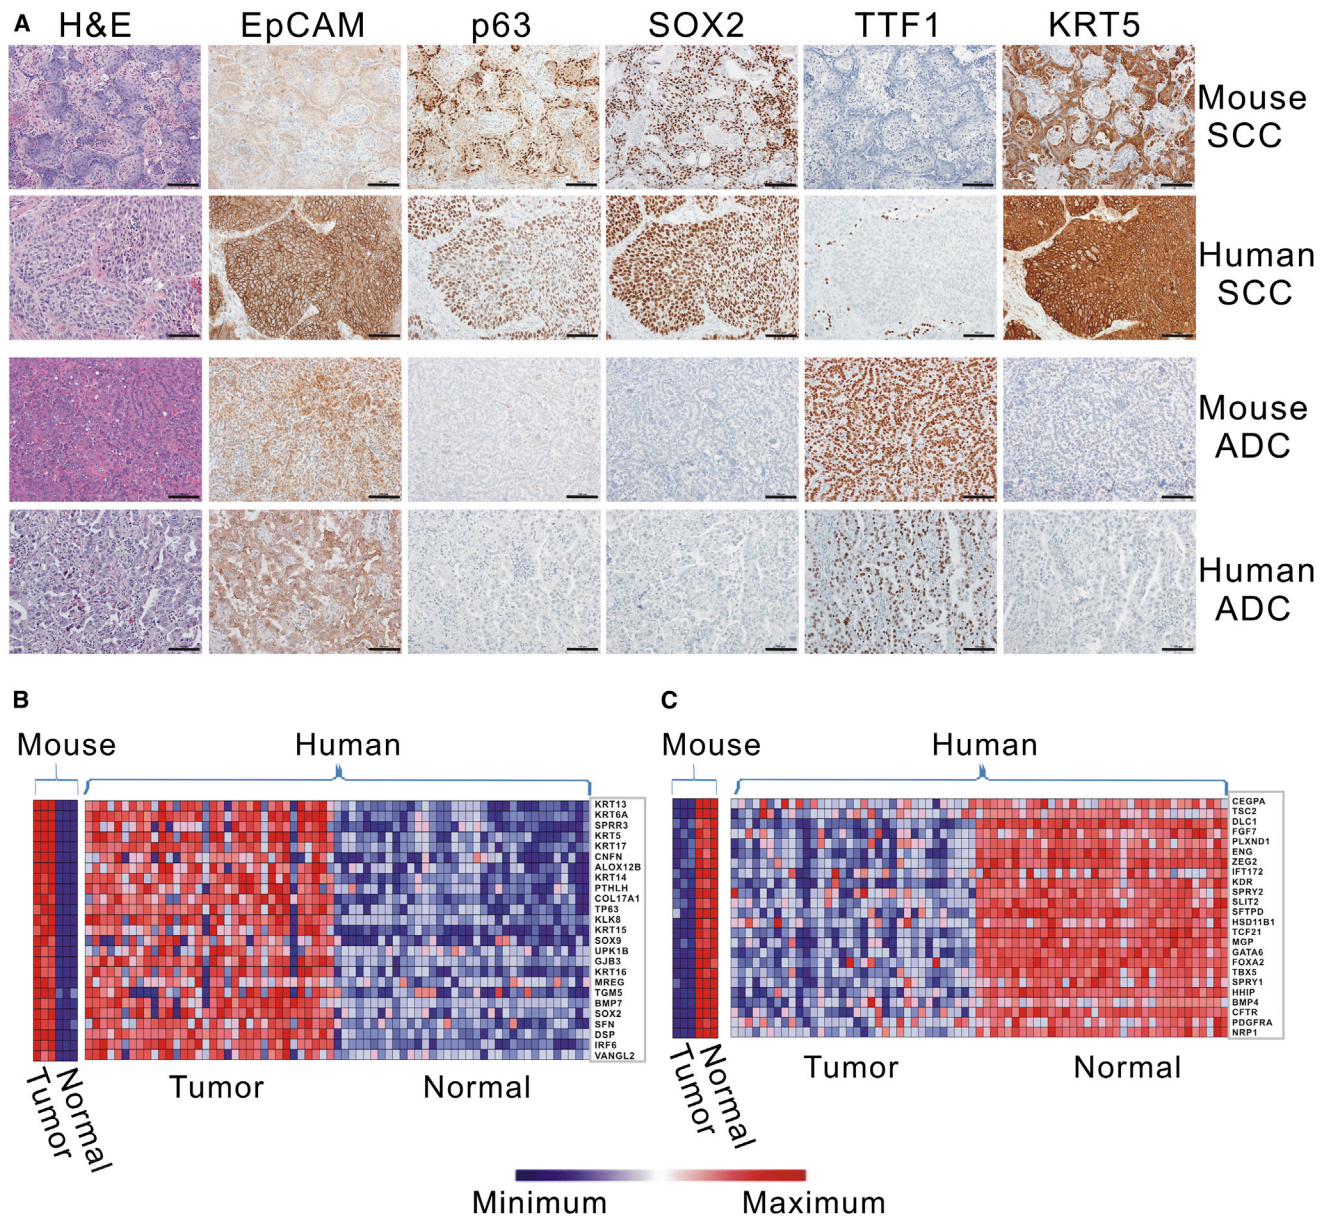 A
H&E
EpCAM
p63
SOX2
TTF1
KRT5
Mouse
SCC
Human
SCC
Mouse
ADC
Human
ADC
B
Mouse
Human
KRT13
KRT6A
SPRR3
KRT5
KRT17
CNFN
ALOX12B
KRT14
PTHLH
COL17A1
TP63
KLK8
KRT15
SOX9
UPK1B
GJB3
KRT16
MREG
TGM5
BMP7
SOX2
SFN
DSP
IRF6
VANGL2
Tumor
Normal
Tumor
Normal
C
Mouse
Human
CEGPA
TSC2
DLC1
FGF7
PLXND1
ENG
ZEG2
IFT172
KDR
SPRY2
SLIT2
SFTPD
HSD11B1
TCF21
MGP
GATA6
FOXA2
TBX5
SPRY1
HHIP
BMP4
CFTR
PDGFRA
NRP1
Tumor
Normal
Tumor
Normal
Minimum
Maximum